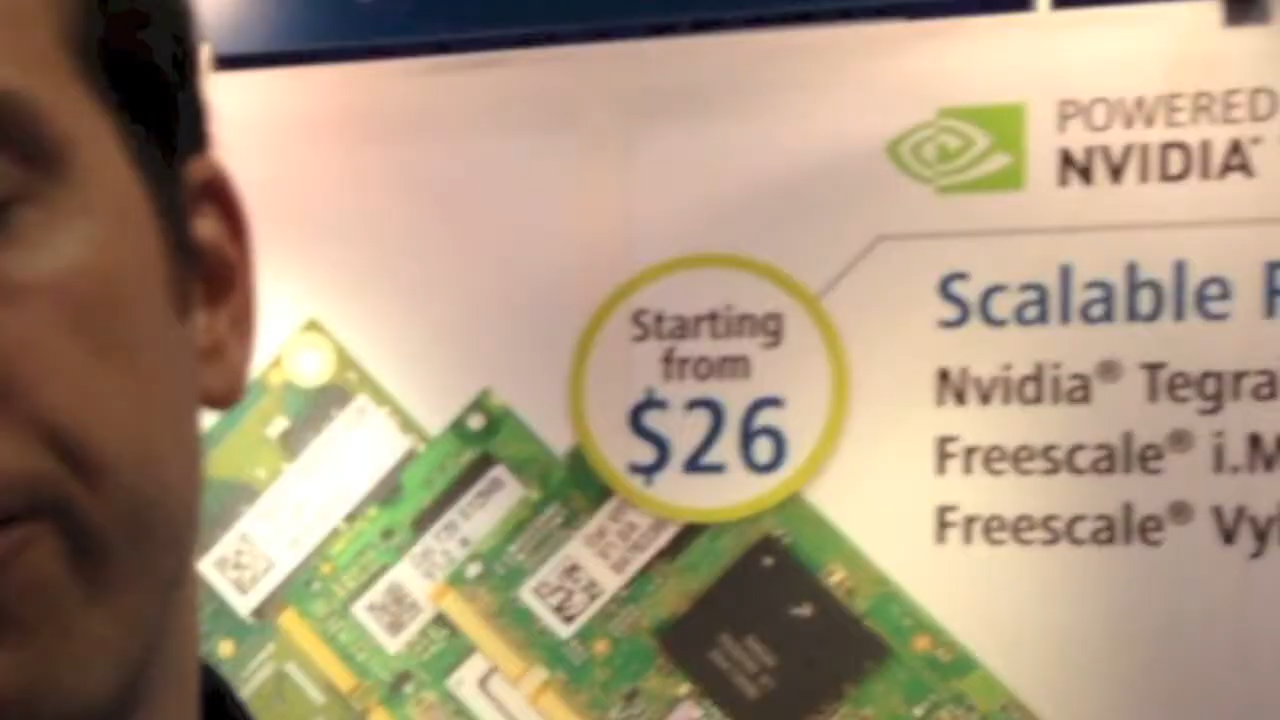 POWERED
NVIDIA
Starting
from
$26
Scalable
Nvidia® Tegra
Freescale® i.M
Freescale® Vy